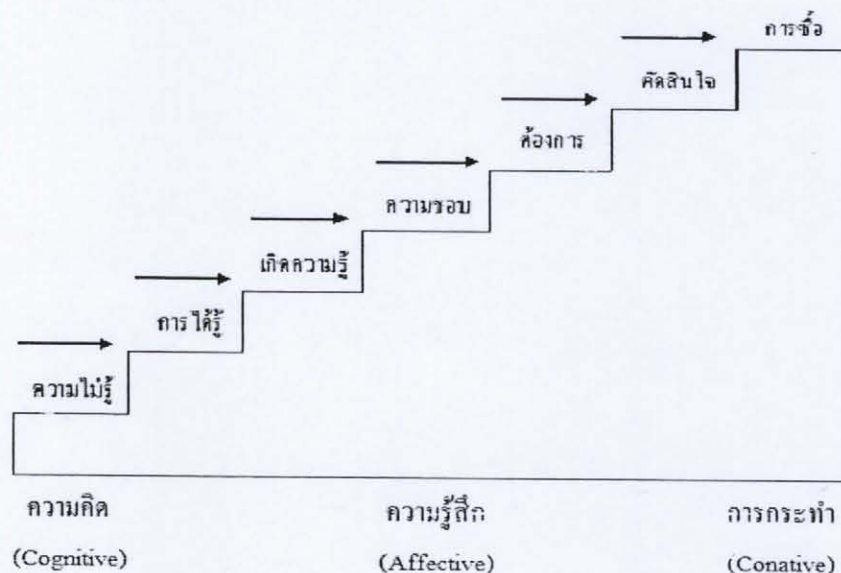 การซื้อ
ตัดสินใจ
ต้องการ
ความชอบ
เกิดความรู้
การได้รู้
ความไม่รู้
ความคิด ความรู้สึก การกระทำ
(Cognitive) (Affective) (Conative)